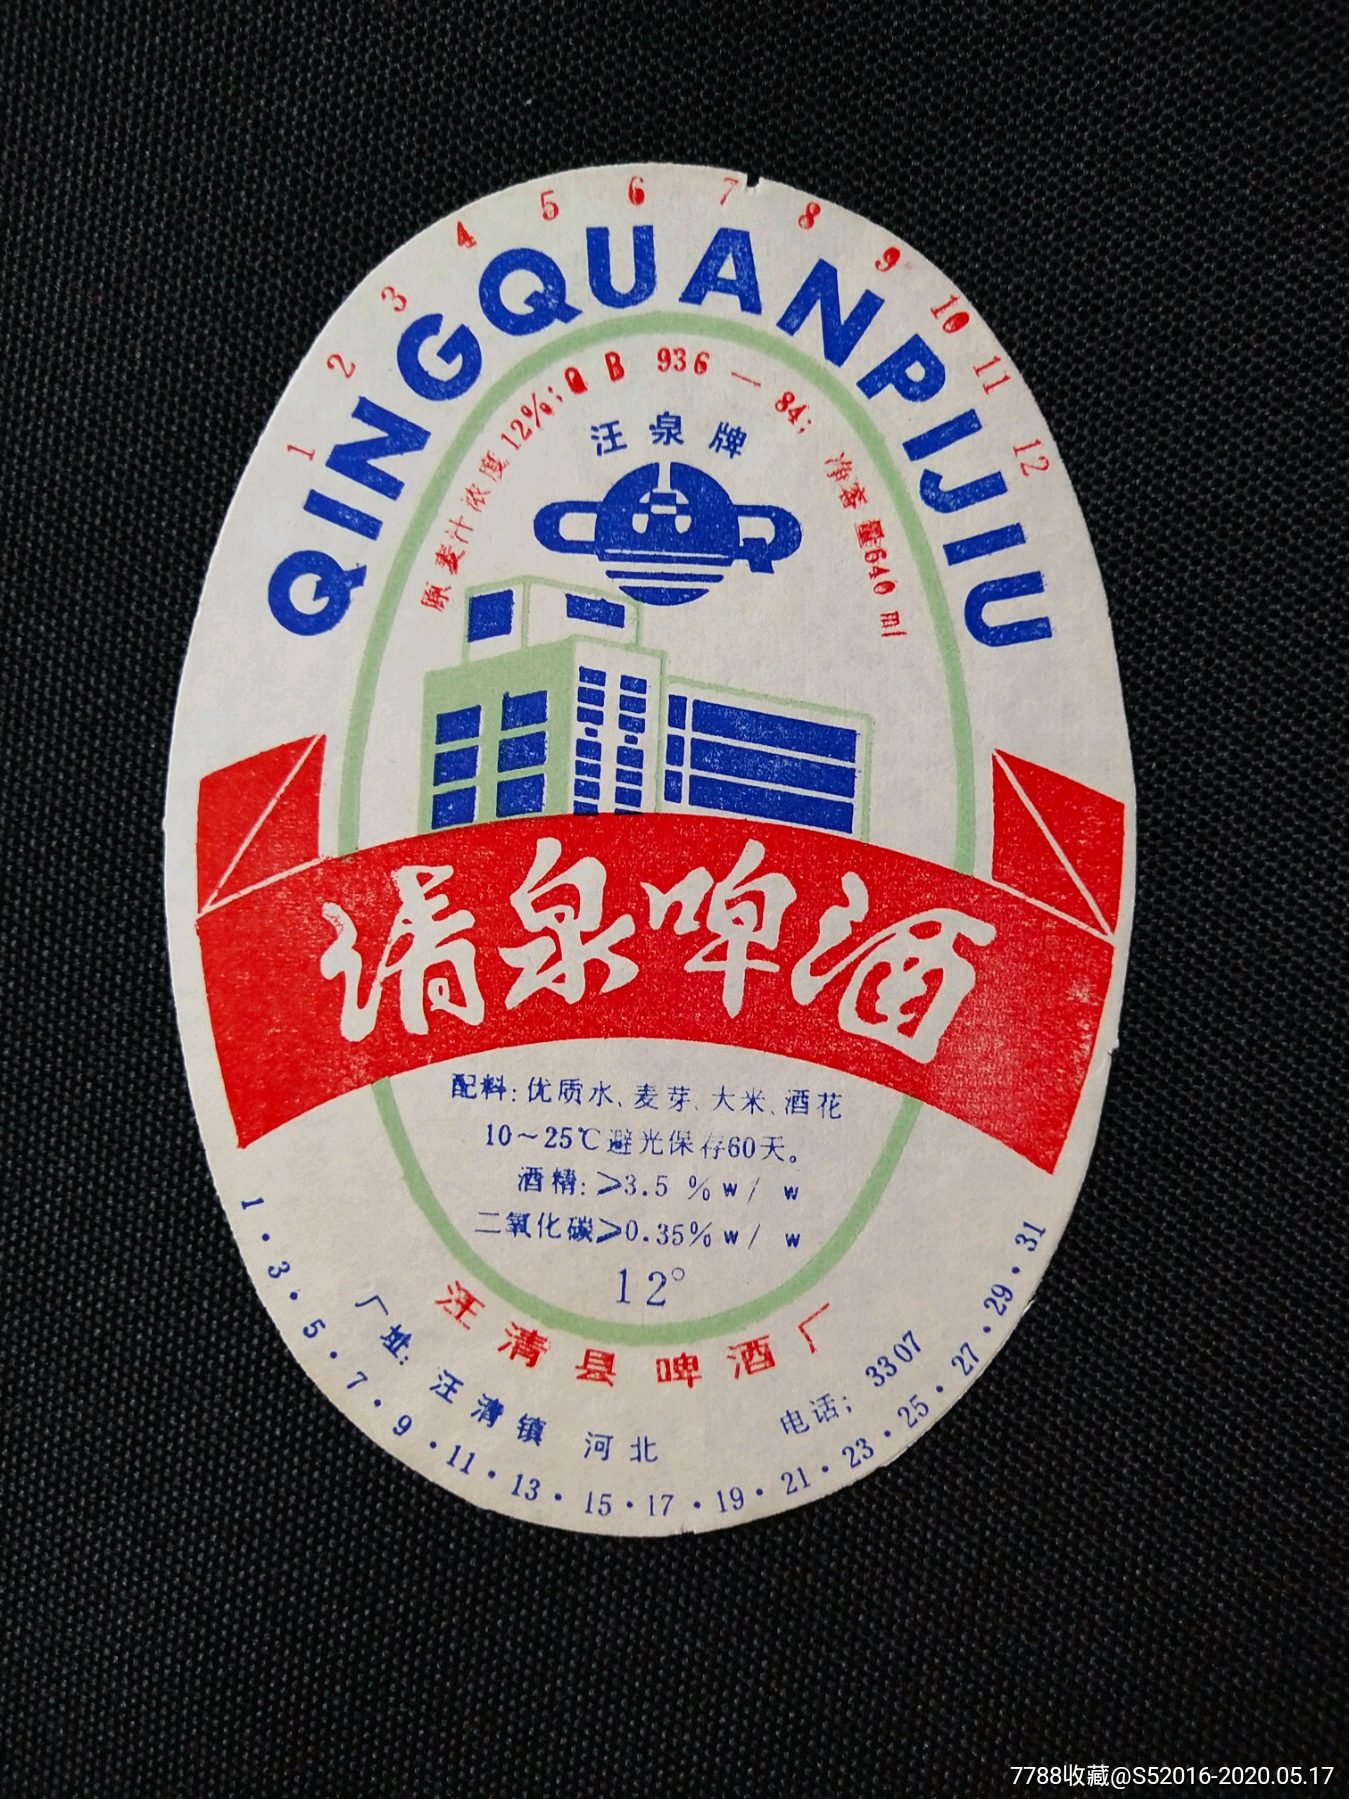 1 2 3 4 5 6 7 8 9 10 11 12
QINGQUANPIJIU
原麦汁浓度12%;QB 936—84; 净容量640ml
汪泉牌
清泉啤酒
配料:优质水、麦芽、大米、酒花
10~25℃避光保存60天。
酒精:≥3.5 %w/ w
二氧化碳≥0.35%w/ w
12°
汪清县啤酒厂
厂址:汪清镇 河北 电话:3307
1·3·5·7·9·11·13·15·17·19·21·23·25·27·29·31
7788收藏@S52016-2020.05.17